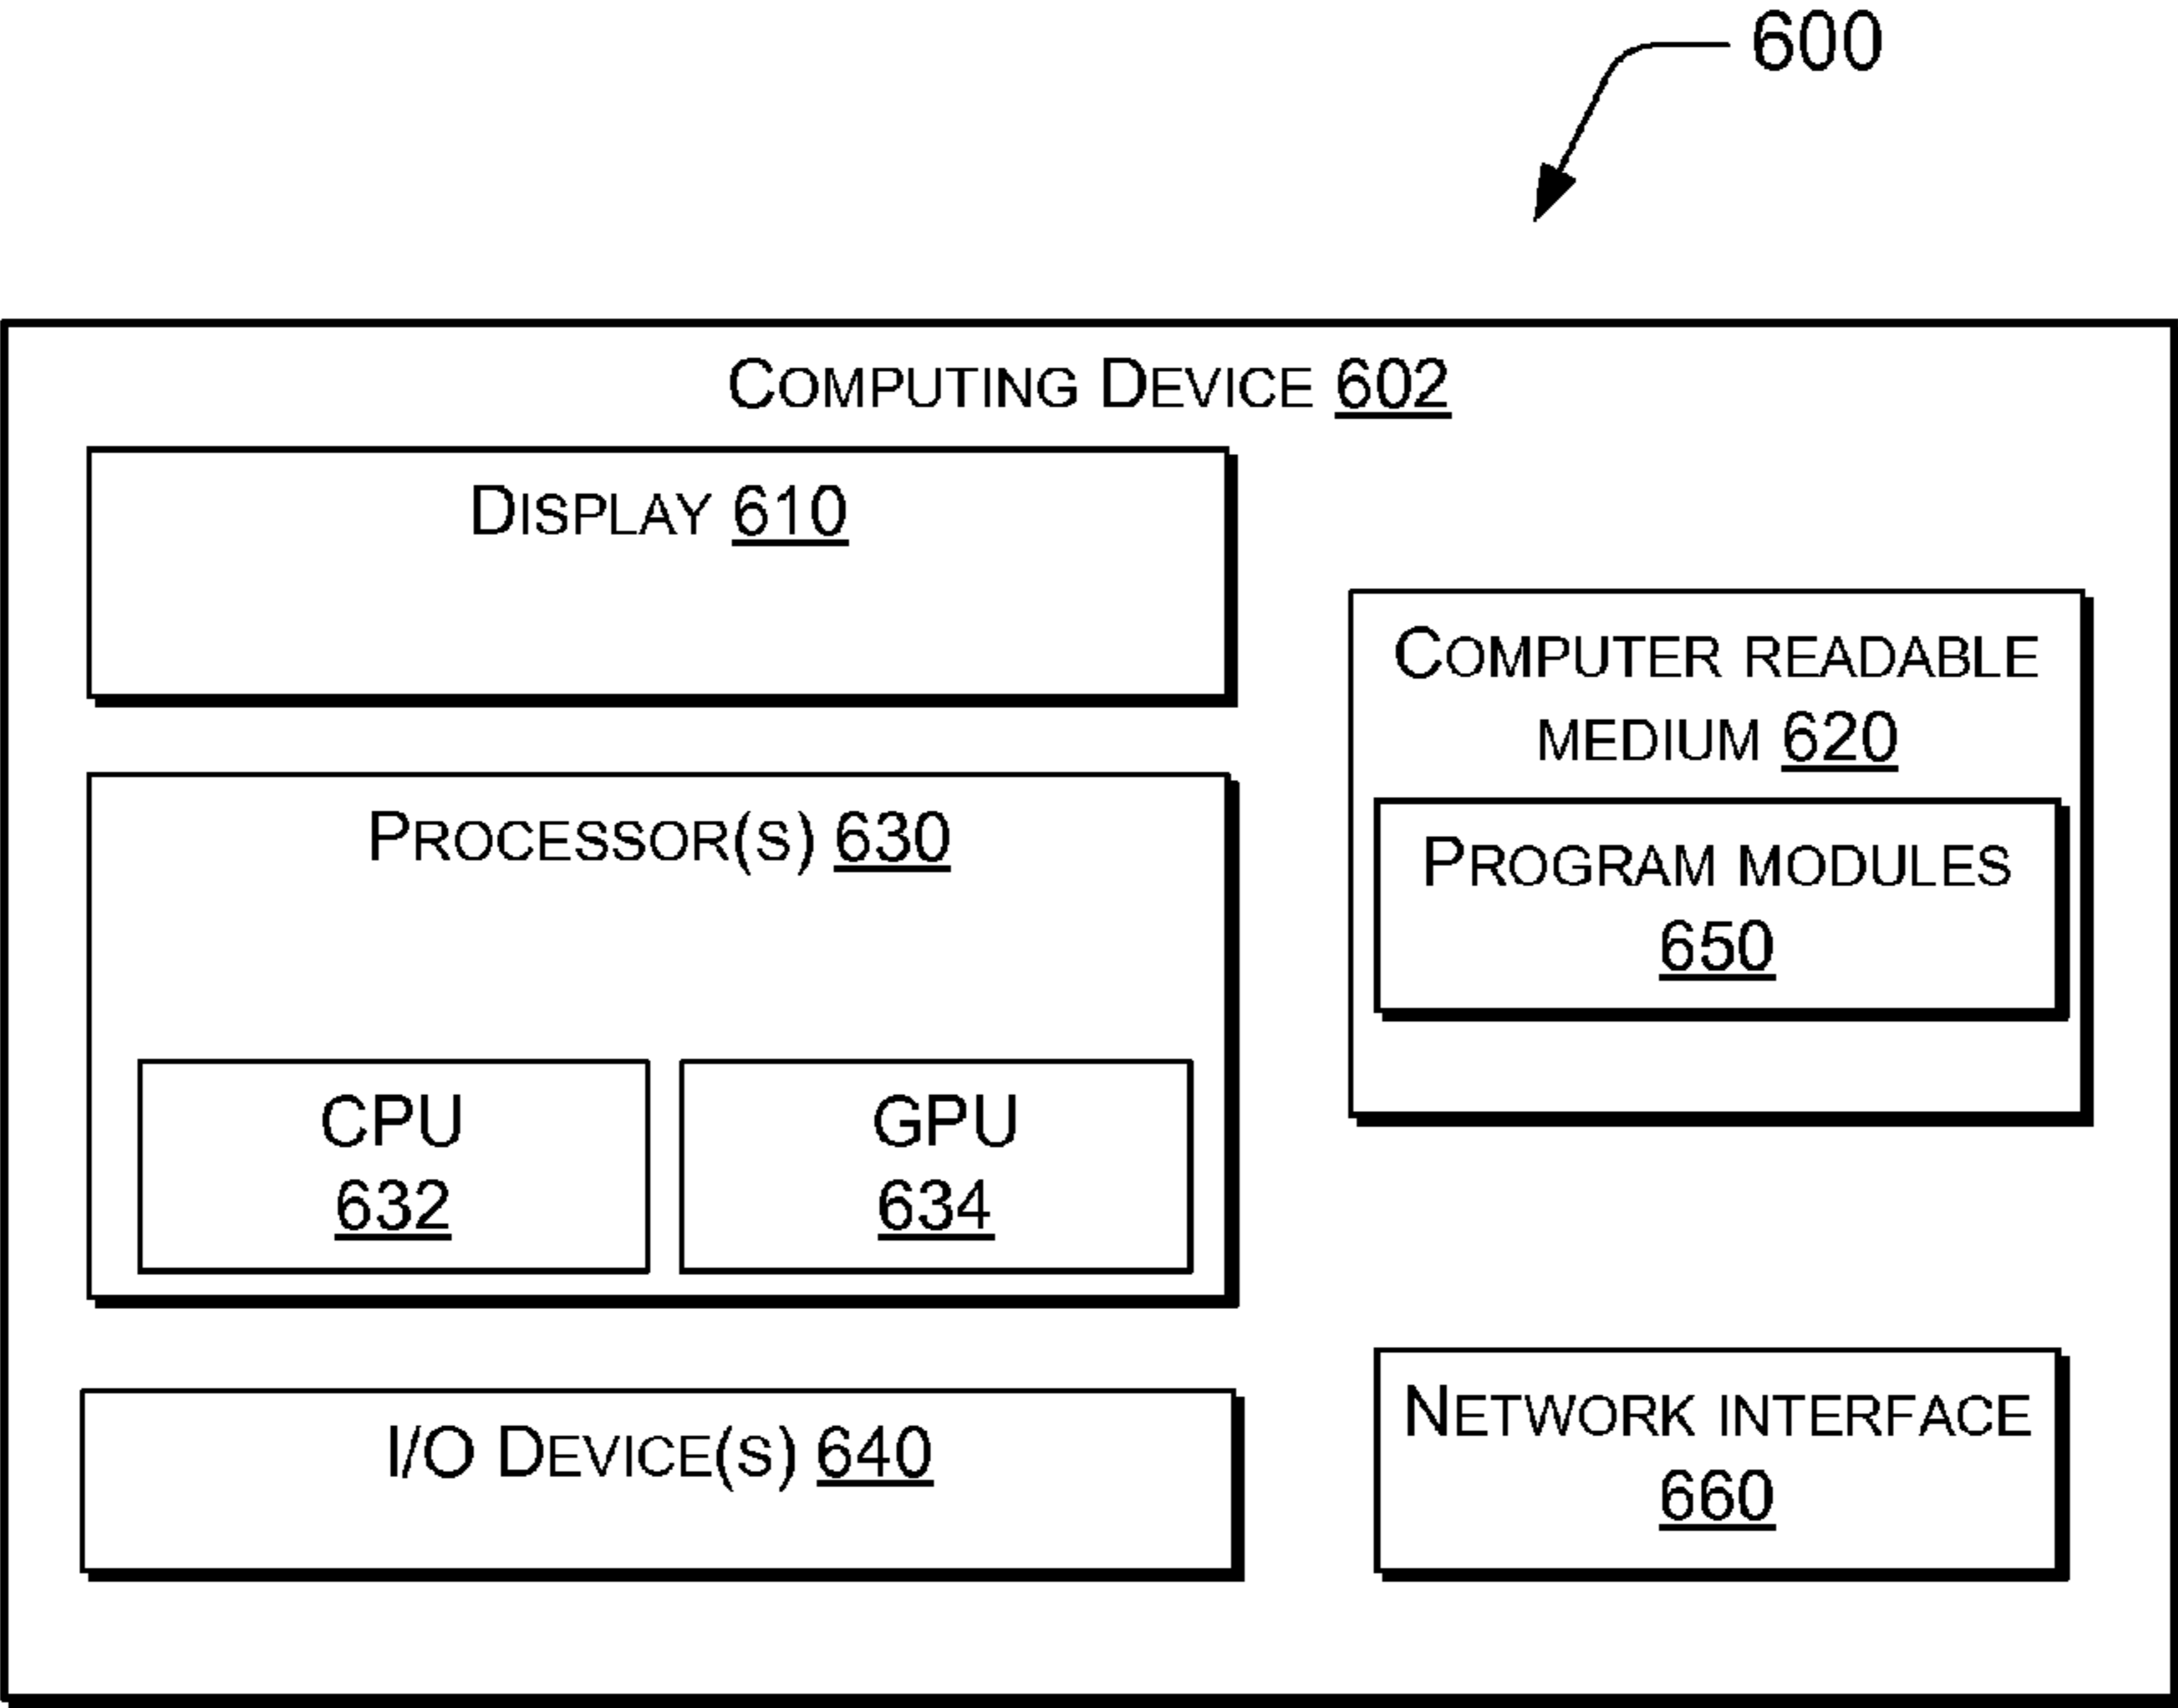 600
COMPUTING DEVICE 602
DISPLAY 610
PROCESSOR(S) 630
CPU
632
GPU
634
I/O DEVICE(S) 640
COMPUTER READABLE
MEDIUM 620
PROGRAM MODULES
650
NETWORK INTERFACE
660